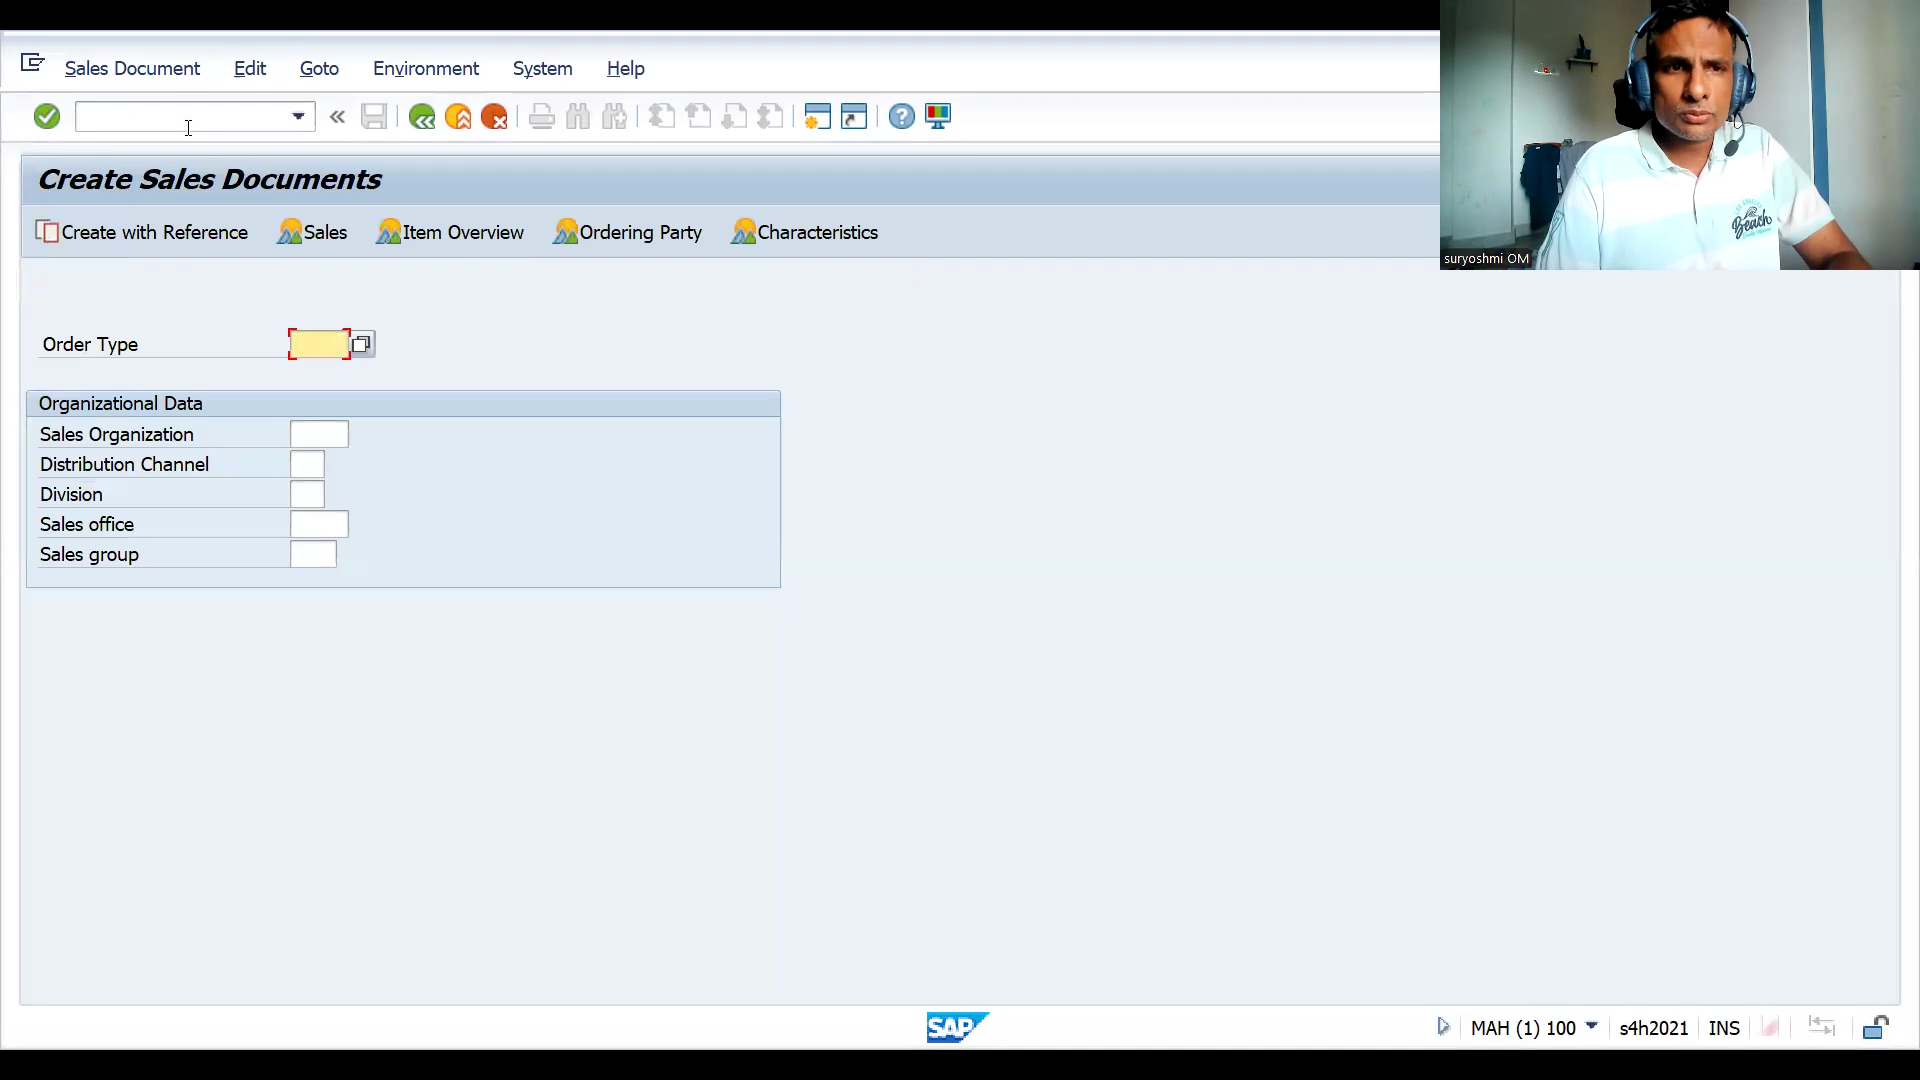 Sales Document Edit Goto Environment System Help
Create Sales Documents
Create with Reference Sales Item Overview Ordering Party Characteristics
Order Type
Organizational Data
Sales Organization
Distribution Channel
Division
Sales office
Sales group
Beach
suryoshmi OM
SAP
MAH (1) 100 s4h2021 INS